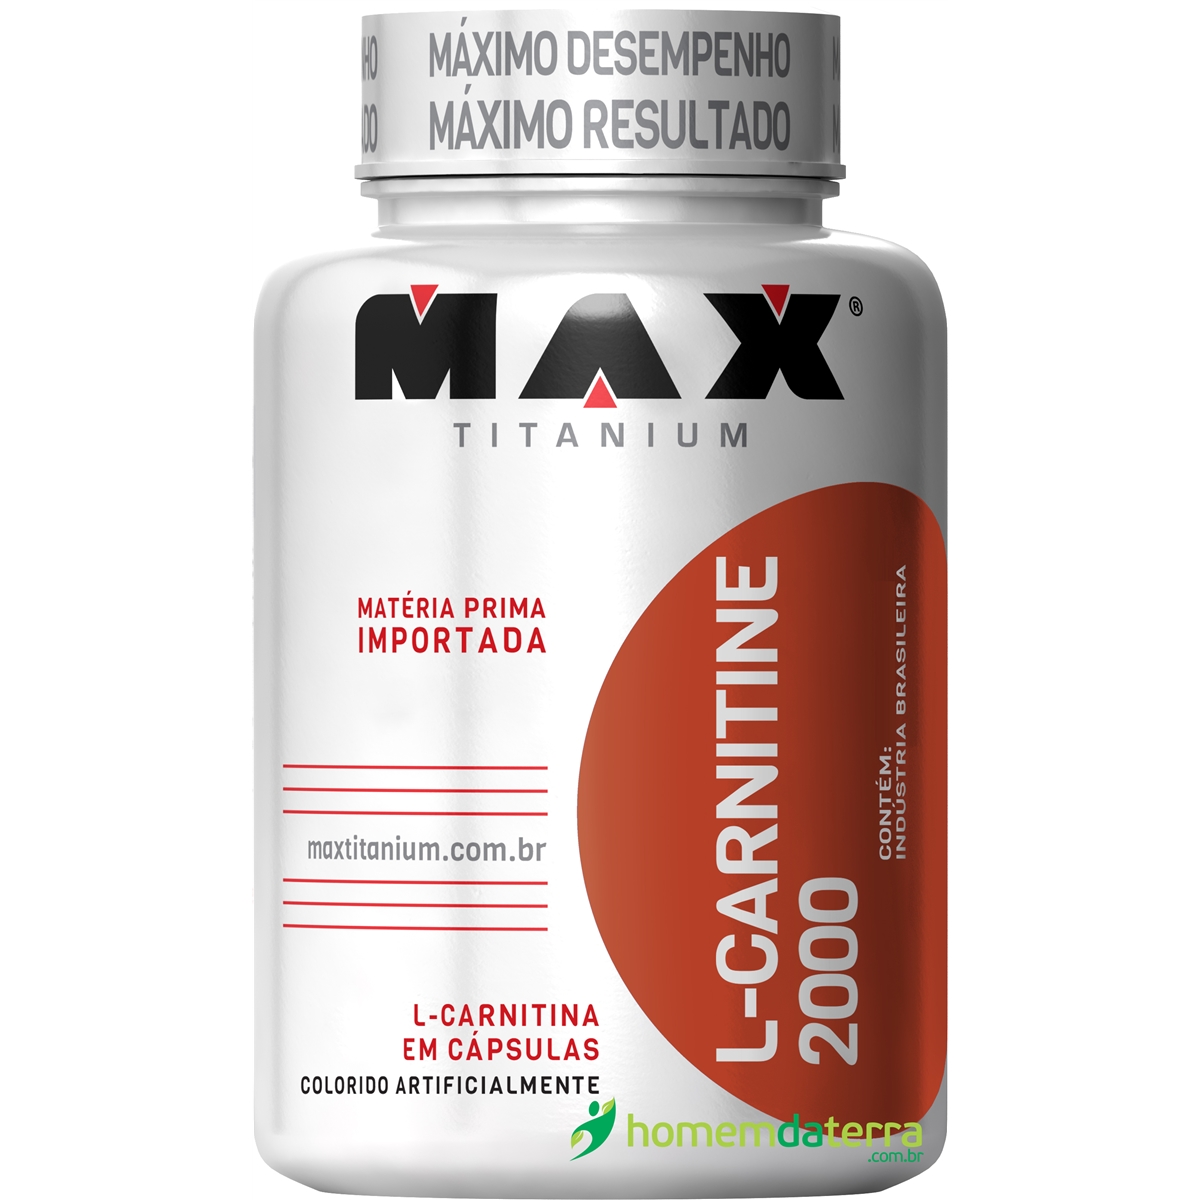 MÁXIMO DESEMPENHO
MÁXIMO RESULTADO
MAX®
TITANIUM
MATÉRIA PRIMA
IMPORTADA
maxtitanium.com.br
L-CARNITINE
2000
CONTÉM:
INDÚSTRIA BRASILEIRA
L-CARNITINA
EM CÁPSULAS
COLORIDO ARTIFICIALMENTE
homemdaterra
.com.br